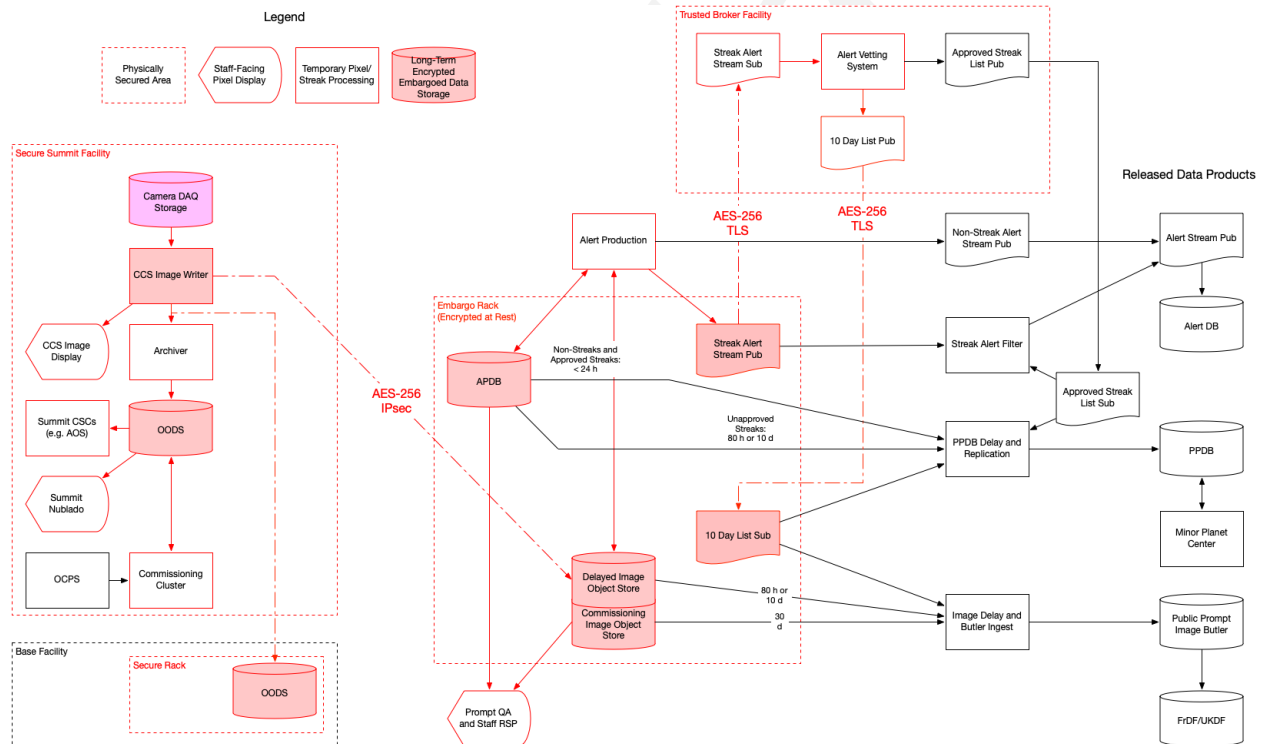 Legend
Physically
Secured Area
Staff-Facing
Pixel Display
Temporary Pixel/
Streak Processing
Long-Term
Encrypted
Embargoed Data
Storage
Trusted Broker Facility
Streak Alert
Stream Sub
Alert Vetting
System
Approved Streak
List Pub
10 Day List Pub
Secure Summit Facility
Camera DAQ
Storage
CCS Image Writer
CCS Image
Display
Archiver
Summit CSCs
(e.g. AOS)
OODS
Summit
Nublado
OCPS
Commissioning
Cluster
Base Facility
Secure Rack
OODS
AES-256
IPsec
AES-256
TLS
AES-256
TLS
Alert Production
Embargo Rack
(Encrypted at Rest)
Non-Streaks and
Approved Streaks:
< 24 h
Streak Alert
Stream Pub
APDB
Unapproved
Streaks:
80 h or 10 d
10 Day List Sub
Delayed Image
Object Store
Commissioning
Image Object
Store
80 h or
10 d
30
d
Prompt QA
and Staff RSP
Released Data Products
Non-Streak Alert
Stream Pub
Alert Stream Pub
Alert DB
Streak Alert Filter
Approved Streak
List Sub
PPDB Delay and
Replication
PPDB
Minor Planet
Center
Image Delay and
Butler Ingest
Public Prompt
Image Butler
FrDF/UKDF